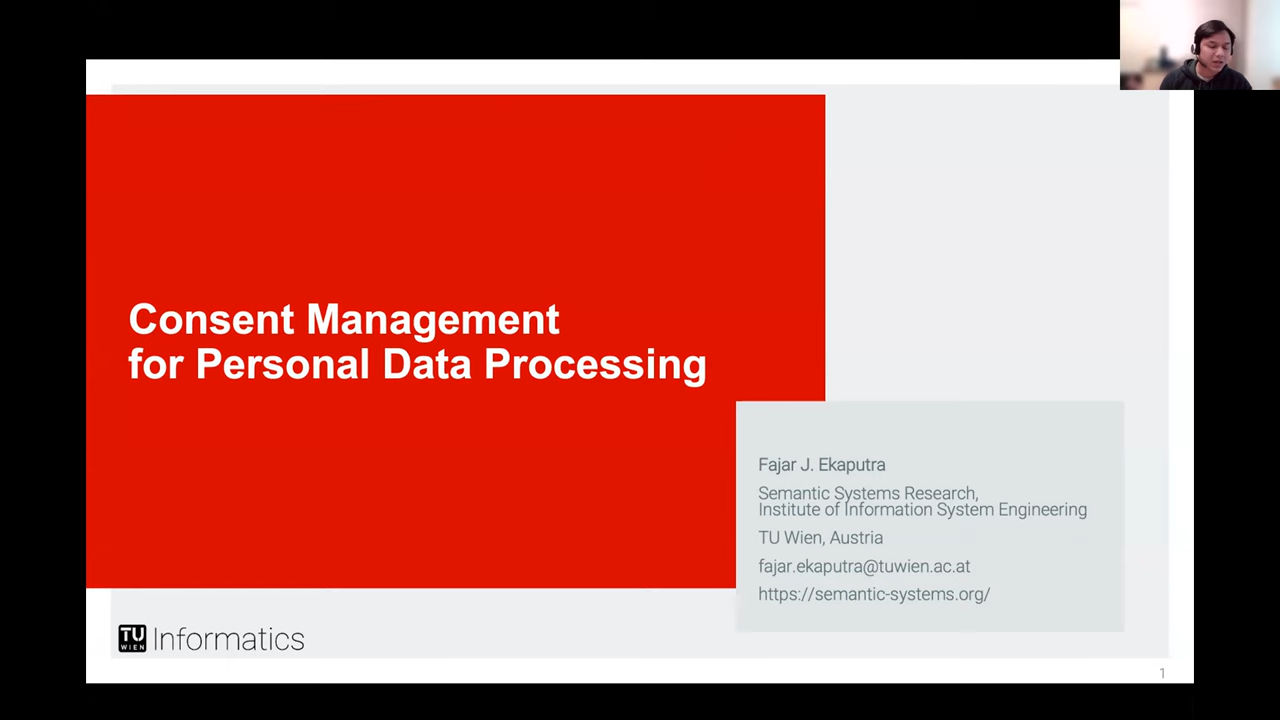 Consent Management
for Personal Data Processing
Fajar J. Ekaputra
Semantic Systems Research,
Institute of Information System Engineering
TU Wien, Austria
fajar.ekaputra@tuwien.ac.at
https://semantic-systems.org/
TU
WIEN
Informatics
1